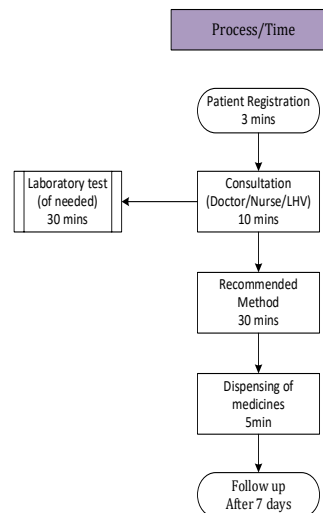 Process/Time
Patient Registration
3 mins
Laboratory test
(of needed)
30 mins
Consultation
(Doctor/Nurse/LHV)
10 mins
Recommended
Method
30 mins
Dispensing of
medicines
5min
Follow up
After 7 days